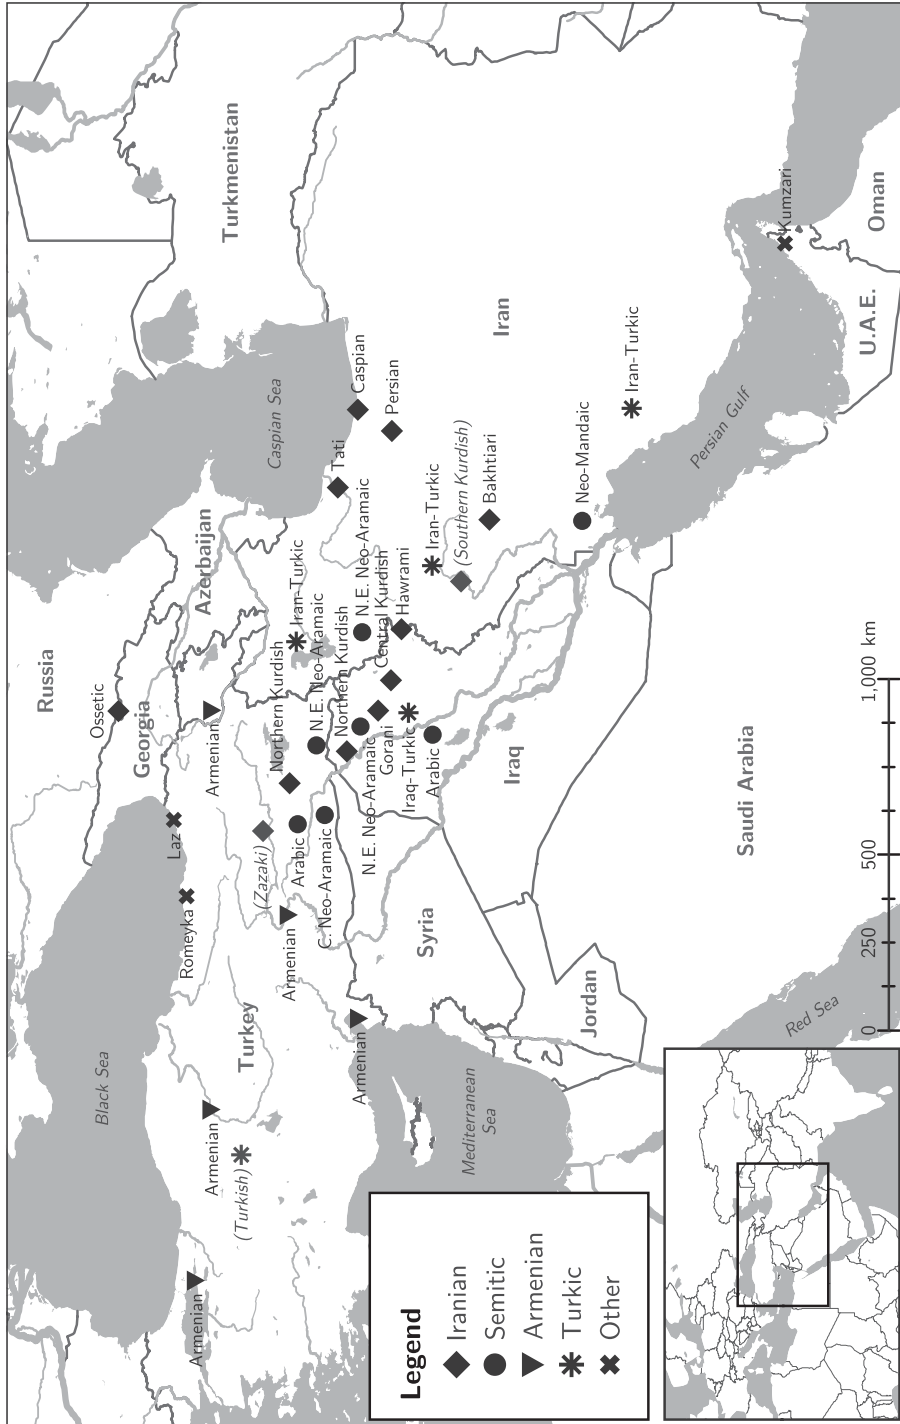 Russia
Ossetic
Georgia
Azerbaijan
Turkmenistan
Black Sea
Caspian Sea
Laz
Romeyka
Armenian
Armenian
Armenian
Turkey
(Turkish)
(Zazaki)
Northern Kurdish
Iran-Turkic
Arabic
Armenian
N.E. Neo-Aramaic
C. Neo-Aramaic
Northern Kurdish
Tati
Caspian
Armenian
N.E. Neo-Aramaic
N.E. Neo-Aramaic
Gorani
Central Kurdish
Persian
Hawrami
Iraq-Turkic
Iran-Turkic
Arabic
(Southern Kurdish)
Bakhtiari
Syria
Mediterranean
Sea
Iraq
Iran
Neo-Mandaic
Jordan
Iran-Turkic
Persian Gulf
Kumzari
Saudi Arabia
Red Sea
U.A.E.
Oman
0
250
500
1,000 km
Legend
Iranian
Semitic
Armenian
Turkic
Other